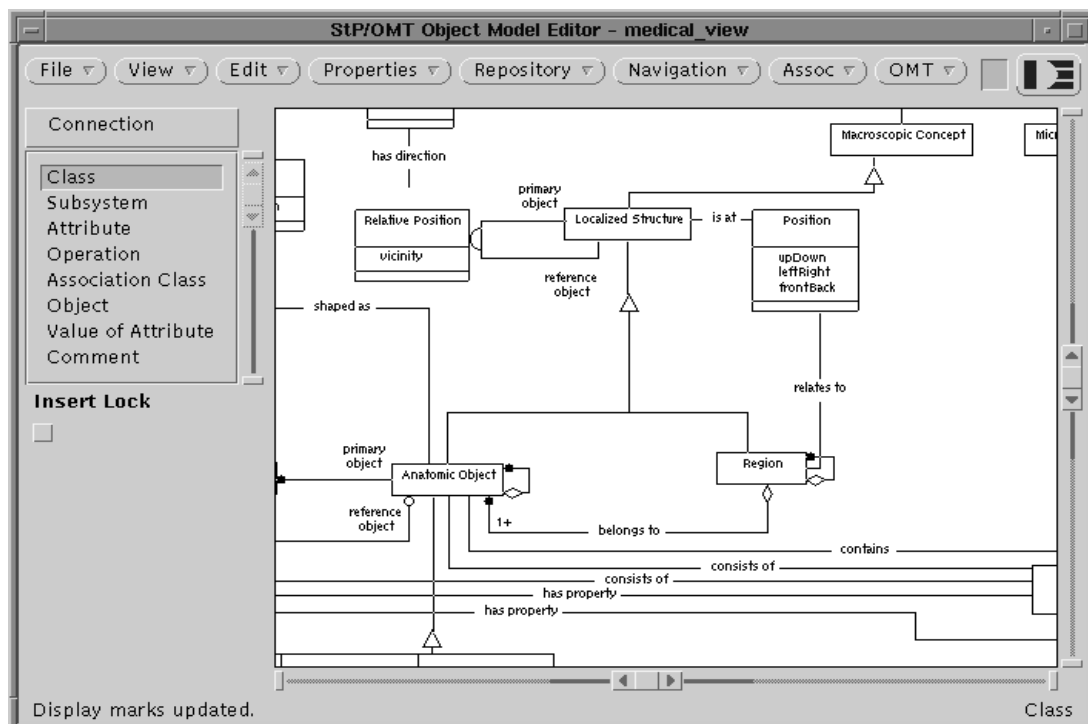 StP/OMT Object Model Editor - medical_view
File View Edit Properties Repository Navigation Assoc OMT
Connection
Class
Subsystem
Attribute
Operation
Association Class
Object
Value of Attribute
Comment
Insert Lock
Macroscopic Concept
has direction
primary
object
Relative Position
vicinity
Localized Structure
is at
Position
upDown
leftRight
frontBack
reference
object
shaped as
relates to
primary
object
Anatomic Object
Region
reference
object
1+
belongs to
contains
consists of
consists of
has property
has property
Display marks updated.
Class